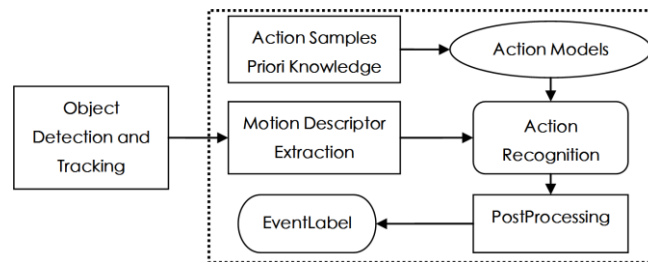 Action Samples
Priori Knowledge
Action Models
Object
Detection and
Tracking
Motion Descriptor
Extraction
Action
Recognition
EventLabel
PostProcessing